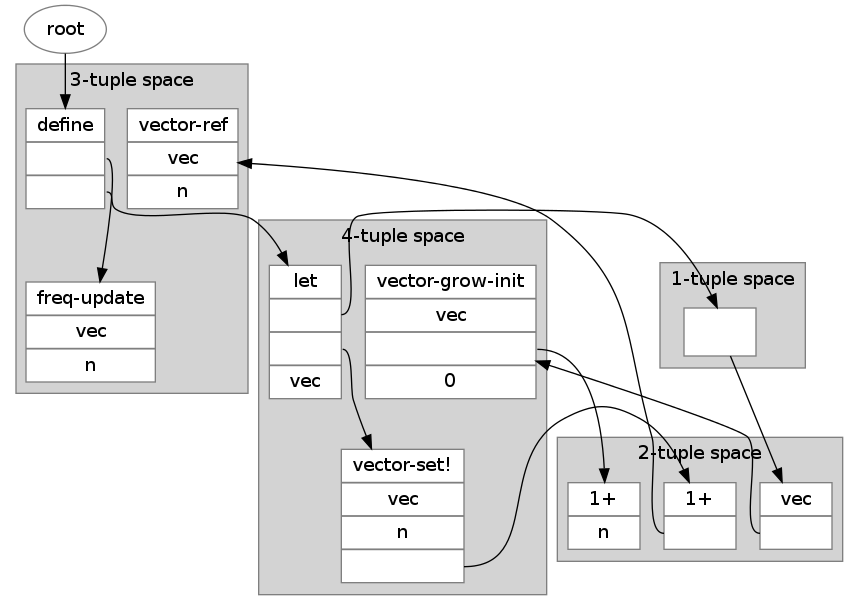 root
3-tuple space
define
vector-ref
vec
n
freq-update
vec
n
4-tuple space
let
vec
vector-grow-init
vec
0
vector-set!
vec
n
1-tuple space
2-tuple space
1+
n
1+
vec